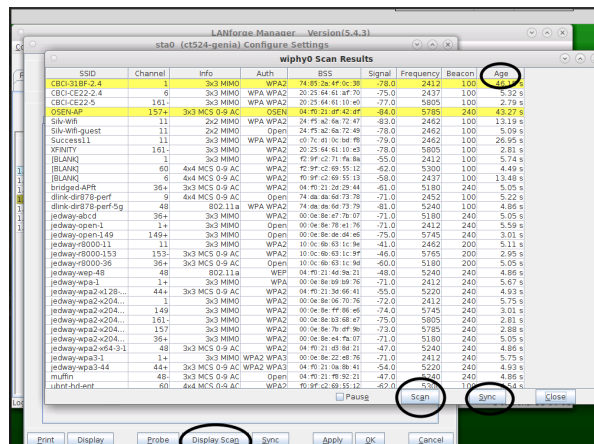 LANforge Manager Version(5.4.3)
sta0 (ct524-genia) Configure Settings
wiphy0 Scan Results
SSID Channel Info Auth BSS Signal Frequency Beacon Age
CBCI-31BF-2.4 1 3x3 MIMO WPA2 74:85:2a:4f:0c:38 -78.0 2412 100
CBCI-CE22-2.4 6 3x3 MIMO WPA WPA2 20:25:64:61:af:70 -75.0 2437 100 5.32 s
CBCI-CE22-5 161- 3x3 MIMO WPA WPA2 20:25:64:61:10:e0 -77.0 5805 100 2.79 s
OSEN-AP 157+ 3x3 MCS 0-9 AC WPA2 04:f0:21:df:42:df -84.0 5785 240 43.27 s
Silv-Wifi 11 2x2 MIMO WPA WPA2 24:f5:a2:6a:72:47 -83.0 2462 100 13.19 s
Silv-Wifi-guest 11 2x2 MIMO Open 24:f5:a2:6a:72:49 -78.0 2462 100 5.09 s
Success11 11 3x3 MIMO WPA WPA2 c0:7c:d1:0c:bd:f8 -79.0 2462 100 26.95 s
XFINITY 161- 3x3 MIMO Open 20:25:64:61:10:e3 -78.0 5805 100 2.81 s
[BLANK] 1 3x3 MIMO WPA2 f2:9f:c2:71:fa:8a -55.0 2412 100 5.74 s
[BLANK] 60 4x4 MCS 0-9 AC WPA2 f2:9f:c2:69:55:12 -62.0 5300 100 4.49 s
[BLANK] 6 4x4 MCS 0-9 AC WPA2 f0:9f:c2:69:55:13 -58.0 2437 100 13.48 s
bridged-APft 36+ 3x3 MCS 0-9 AC WPA2 04:f0:21:2d:29:44 -61.0 5180 240 5.05 s
dlink-dir878-perf 9 4x4 MCS 0-9 AC Open 74:da:da:6d:73:78 -71.0 2452 100 5.22 s
dlink-dir878-perf-5g 48 802.11a WPA WPA2 74:da:da:6d:73:79 -81.0 5240 100 4.86 s
jedway-abcd 36+ 3x3 MIMO WPA2 00:0e:8e:e7:7b:07 -71.0 5180 240 5.05 s
jedway-open-1 1+ 3x3 MIMO Open 00:0e:8e:78:e1:76 -71.0 2412 240 5.59 s
jedway-open-149 149+ 3x3 MIMO Open 00:0e:8e:de:d4:e6 -75.0 5745 240 3.01 s
jedway-r8000-11 11 3x3 MIMO WPA2 10:0c:6b:63:1c:9e -41.0 2462 200 5.11 s
jedway-r8000-153 153- 3x3 MCS 0-9 AC WPA2 10:0c:6b:63:1c:9f -46.0 5765 200 2.95 s
jedway-r8000-36 36+ 3x3 MCS 0-9 AC Open 10:0c:6b:63:1c:9d -60.0 5180 200 5.05 s
jedway-wep-48 48 802.11a WEP 04:f0:21:4d:9a:21 -48.0 5240 240 4.86 s
jedway-wpa-1 1+ 3x3 MIMO WPA 00:0e:8e:b9:b9:76 -71.0 2412 240 5.67 s
jedway-wpa2-x128-... 44+ 3x3 MCS 0-9 AC WPA2 04:f0:21:3d:66:41 -55.0 5220 240 4.93 s
jedway-wpa2-x204... 1 3x3 MIMO WPA2 00:0e:8e:06:70:76 -72.0 2412 240 5.75 s
jedway-wpa2-x204... 149 3x3 MIMO WPA2 00:0e:8e:ff:86:e6 -74.0 5745 240 3.01 s
jedway-wpa2-x204... 161- 3x3 MIMO WPA2 00:0e:8e:b3:68:e7 -75.0 5805 240 2.81 s
jedway-wpa2-x204... 157 3x3 MIMO WPA2 00:0e:8e:7b:df:9b -73.0 5785 240 2.88 s
jedway-wpa2-x204... 36+ 3x3 MIMO WPA2 00:0e:8e:e4:fa:07 -71.0 5180 240 5.05 s
jedway-wpa2-x64-3-1 48 3x3 MCS 0-9 AC WPA2 04:f0:21:d3:8d:21 -47.0 5240 240 4.86 s
jedway-wpa3-1 1+ 3x3 MIMO WPA2 WPA3 00:0e:8e:22:e8:76 -71.0 2412 240 5.75 s
jedway-wpa3-44 44+ 3x3 MCS 0-9 AC WPA2 WPA3 04:f0:21:0a:8b:41 -54.0 5220 240 4.93 s
muffin 48- 3x3 MCS 0-9 AC Open 04:f0:21:f8:92:21 -47.0 5240 240 4.86 s
ubnt-hd-ent 60 4x4 MCS 0-9 AC WPA2 f0:9f:c2:69:55:12 -62.0 5300 100
Pause Scan Sync Close
Print Display Probe Display Scan Sync Apply OK Cancel